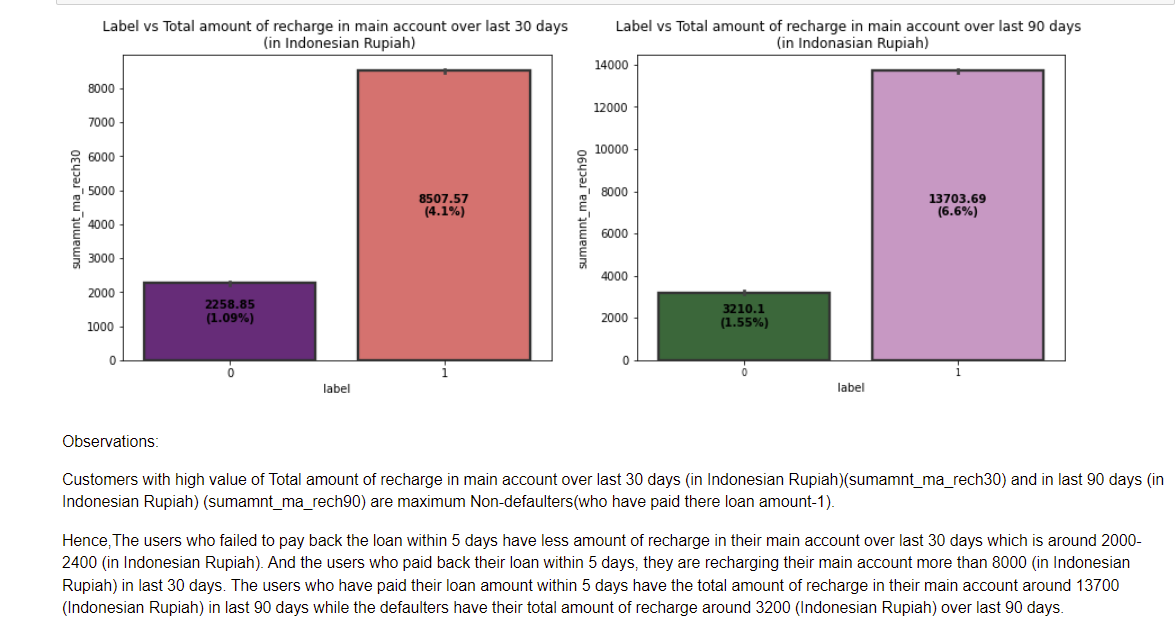 Label vs Total amount of recharge in main account over last 30 days
(in Indonesian Rupiah)
8000
7000
6000
5000
4000
3000
2000
1000
0
sumamnt_ma_rech30
8507.57
(4.1%)
2258.85
(1.09%)
0
1
label
Label vs Total amount of recharge in main account over last 90 days
(in Indonasian Rupiah)
14000
12000
10000
8000
6000
4000
2000
0
sumamnt_ma_rech90
13703.69
(6.6%)
3210.1
(1.55%)
0
1
label
Observations:
Customers with high value of Total amount of recharge in main account over last 30 days (in Indonesian Rupiah)(sumamnt_ma_rech30) and in last 90 days (in
Indonesian Rupiah) (sumamnt_ma_rech90) are maximum Non-defaulters(who have paid there loan amount-1).
Hence,The users who failed to pay back the loan within 5 days have less amount of recharge in their main account over last 30 days which is around 2000-
2400 (in Indonesian Rupiah). And the users who paid back their loan within 5 days, they are recharging their main account more than 8000 (in Indonesian
Rupiah) in last 30 days. The users who have paid their loan amount within 5 days have the total amount of recharge in their main account around 13700
(Indonesian Rupiah) in last 90 days while the defaulters have their total amount of recharge around 3200 (Indonesian Rupiah) over last 90 days.